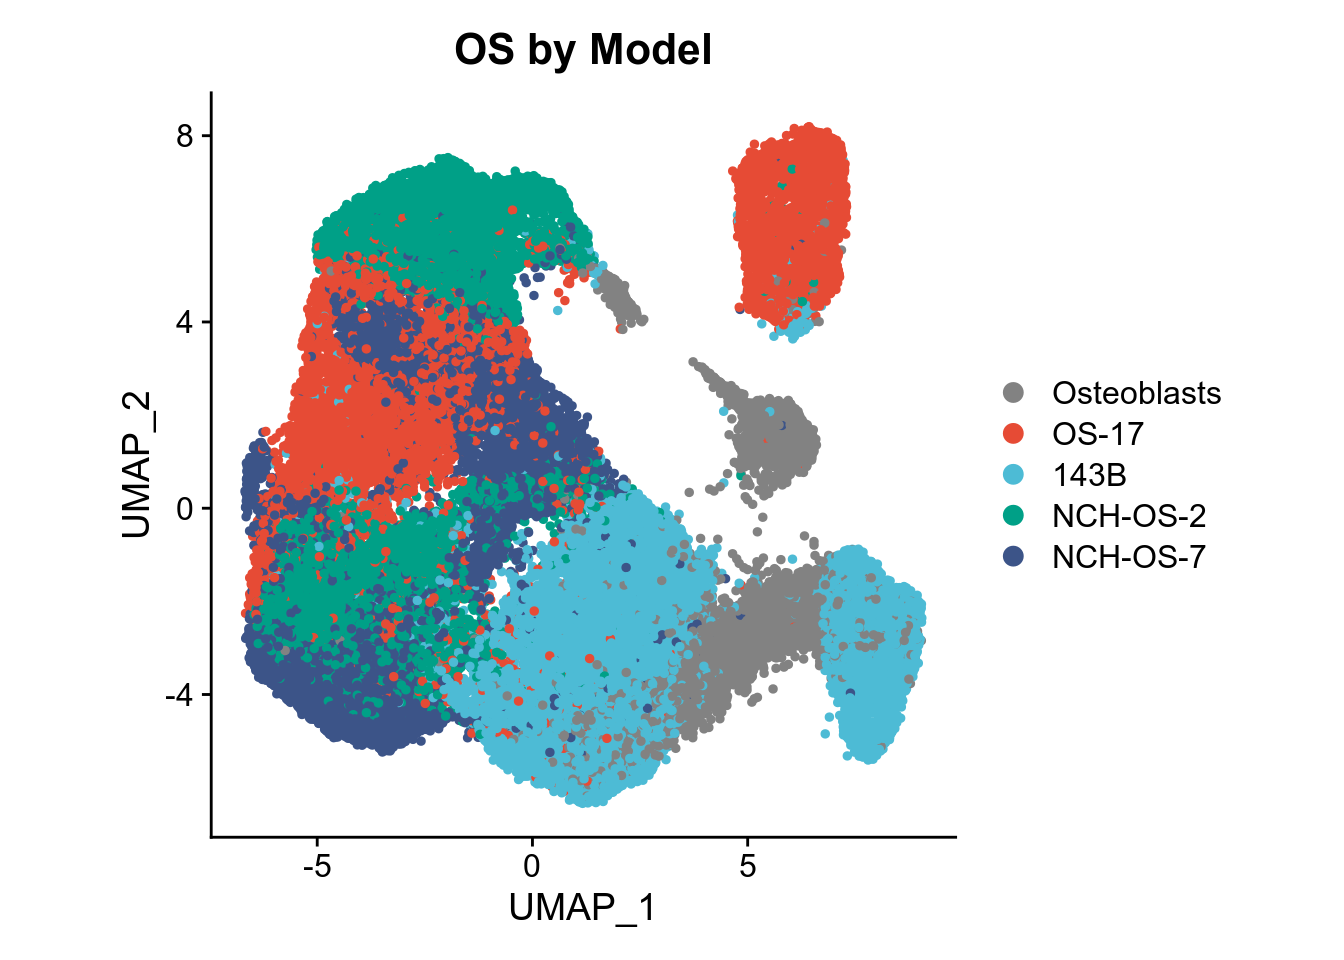 OS by Model
8
4
0
-4
UMAP_2
-5
0
5
UMAP_1
Osteoblasts
OS-17
143B
NCH-OS-2
NCH-OS-7